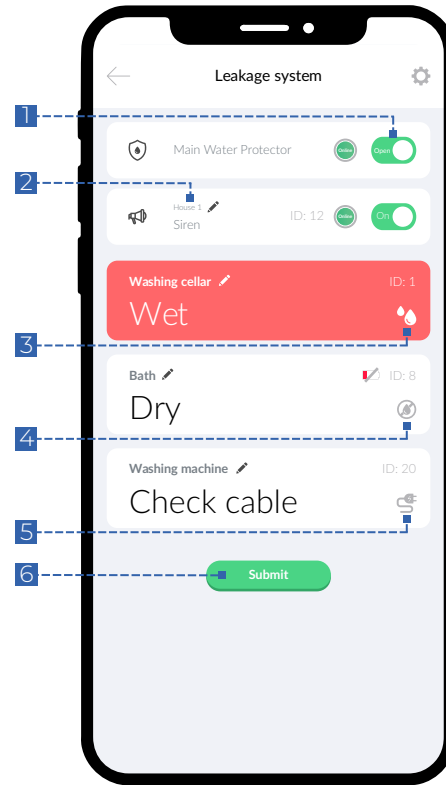 Leakage system
1
Main Water Protector Online Open
2
House 1
Siren ID: 12 Online On
Washing cellar ID: 1
Wet
3
Bath ID: 8
Dry
4
Washing machine ID: 20
Check cable
5
6
Submit